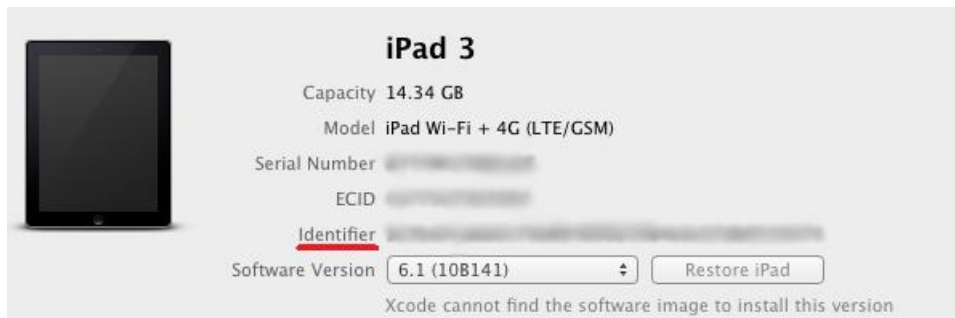 iPad 3
Capacity 14.34 GB
Model iPad Wi-Fi + 4G (LTE/GSM)
Serial Number
ECID
Identifier
Software Version 6.1 (10B141) Restore iPad
Xcode cannot find the software image to install this version